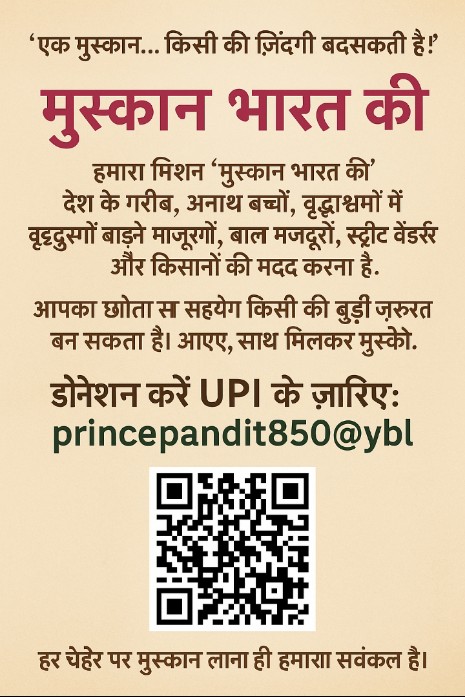 ‘एक मुस्कान... किसी की ज़िंदगी बदसकती है!’
मुस्कान भारत की
हमारा मिशन ‘मुस्कान भारत की’
देश के गरीब, अनाथ बच्चों, वृद्धाश्रमों में
वृद्दुस्गों बाड़ने माजूरगों, बाल मजदूरों, स्ट्रीट वेंडर्रर
और किसानों की मदद करना है.
आपका छाोता सा सहयेग किसी की बुड़ी ज़रुरत
बन सकता है। आएए, साथ मिलकर मुस्केो.
डोनेशन करें UPI के ज़ारिए:
princepandit850@ybl
हर चेहेर पर मुस्कान लाना ही हमाराा सवंकल है।